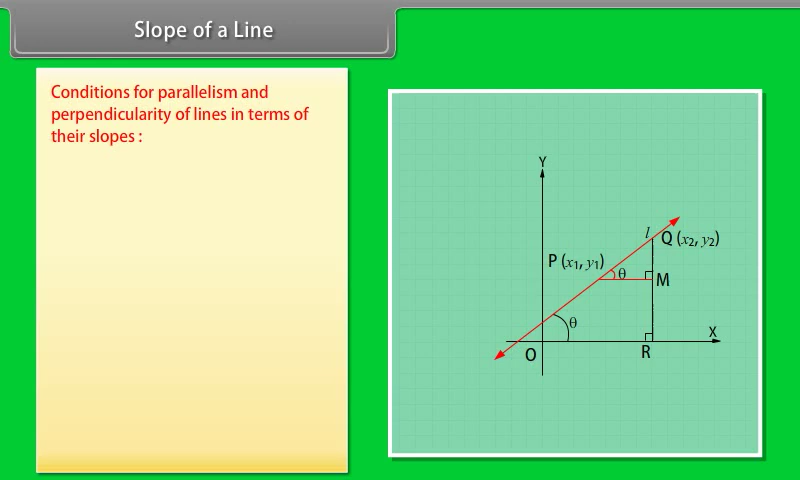 Slope of a Line
Conditions for parallelism and
perpendicularity of lines in terms of
their slopes :
Y
l
Q (x₂, y₂)
P (x₁, y₁)
θ
M
θ
X
O
R